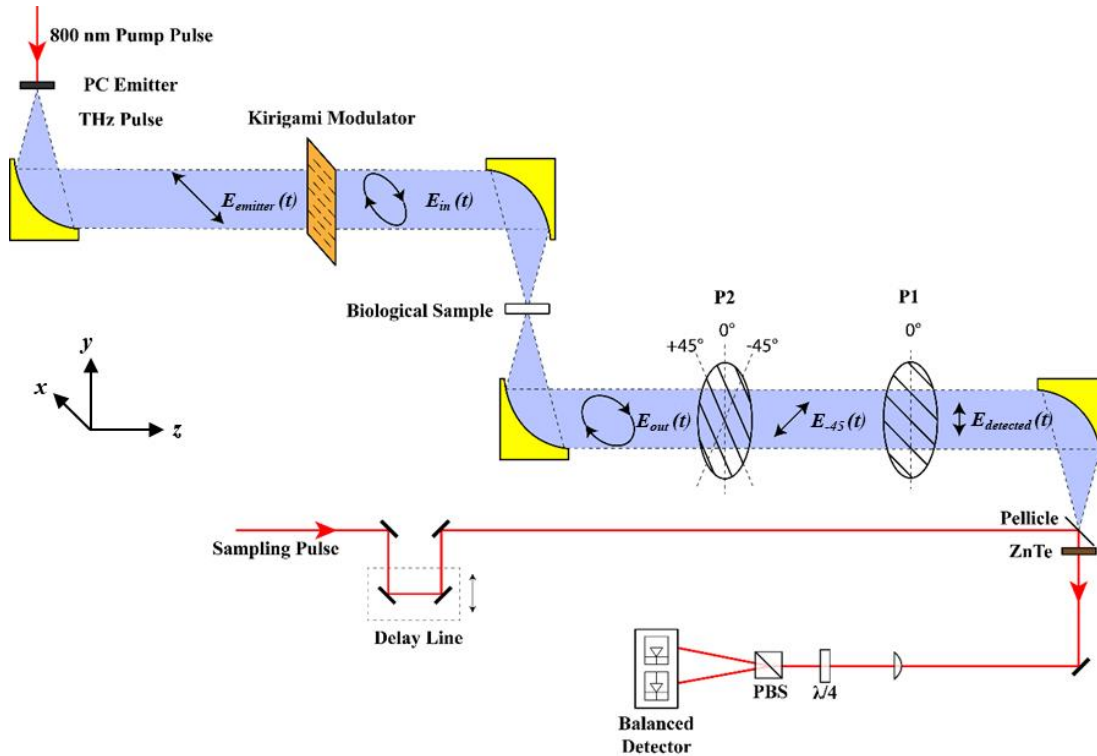 800 nm Pump Pulse
PC Emitter
THz Pulse
Kirigami Modulator
E_emitter (t)
E_in (t)
Biological Sample
P2
P1
0°
0°
+45°
-45°
y
x
z
E_out (t)
E_-45 (t)
E_detected (t)
Pellicle
Sampling Pulse
ZnTe
Delay Line
PBS
λ/4
Balanced
Detector